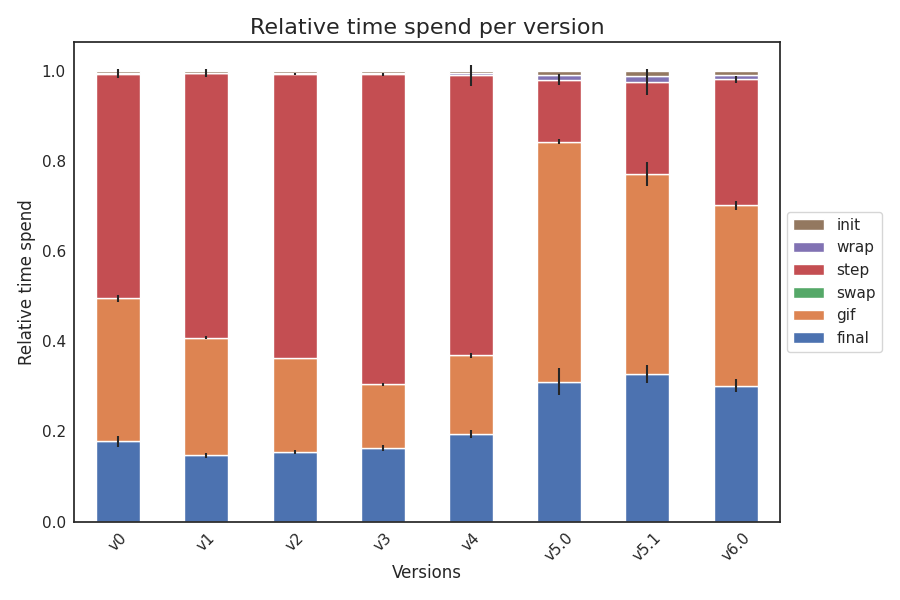 Relative time spend per version
Relative time spend
1.0
0.8
0.6
0.4
0.2
0.0
v0
v1
v2
v3
v4
v5.0
v5.1
v6.0
Versions
init
wrap
step
swap
gif
final